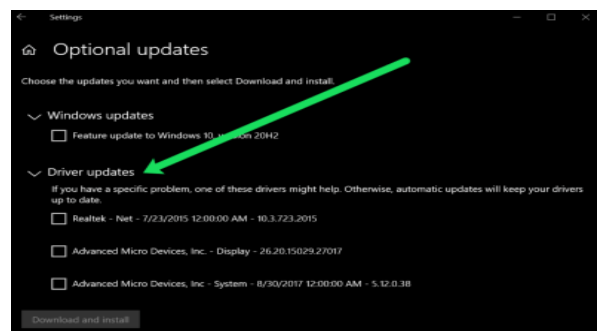 Settings
Optional updates
Choose the updates you want and then select Download and install.
Windows updates
Feature update to Windows 10, version 20H2
Driver updates
If you have a specific problem, one of these drivers might help. Otherwise, automatic updates will keep your drivers
up to date.
Realtek - Net - 7/23/2015 12:00:00 AM - 10.3.723.2015
Advanced Micro Devices, Inc. - Display - 26.20.15029.27017
Advanced Micro Devices, Inc - System - 8/30/2017 12:00:00 AM - 5.12.0.38
Download and install